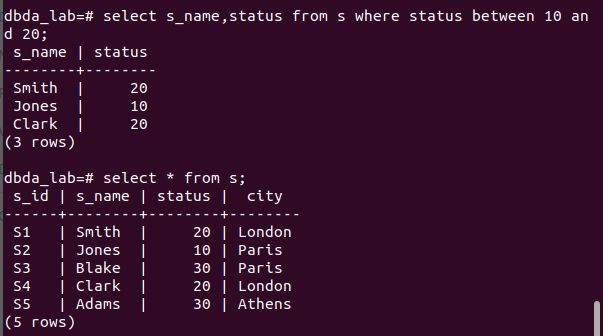 dbda_lab=# select s_name,status from s where status between 10 an
d 20;
 s_name | status
--------+--------
 Smith  |     20
 Jones  |     10
 Clark  |     20
(3 rows)

dbda_lab=# select * from s;
 s_id | s_name | status |  city
------+--------+--------+--------
 S1   | Smith  |     20 | London
 S2   | Jones  |     10 | Paris
 S3   | Blake  |     30 | Paris
 S4   | Clark  |     20 | London
 S5   | Adams  |     30 | Athens
(5 rows)